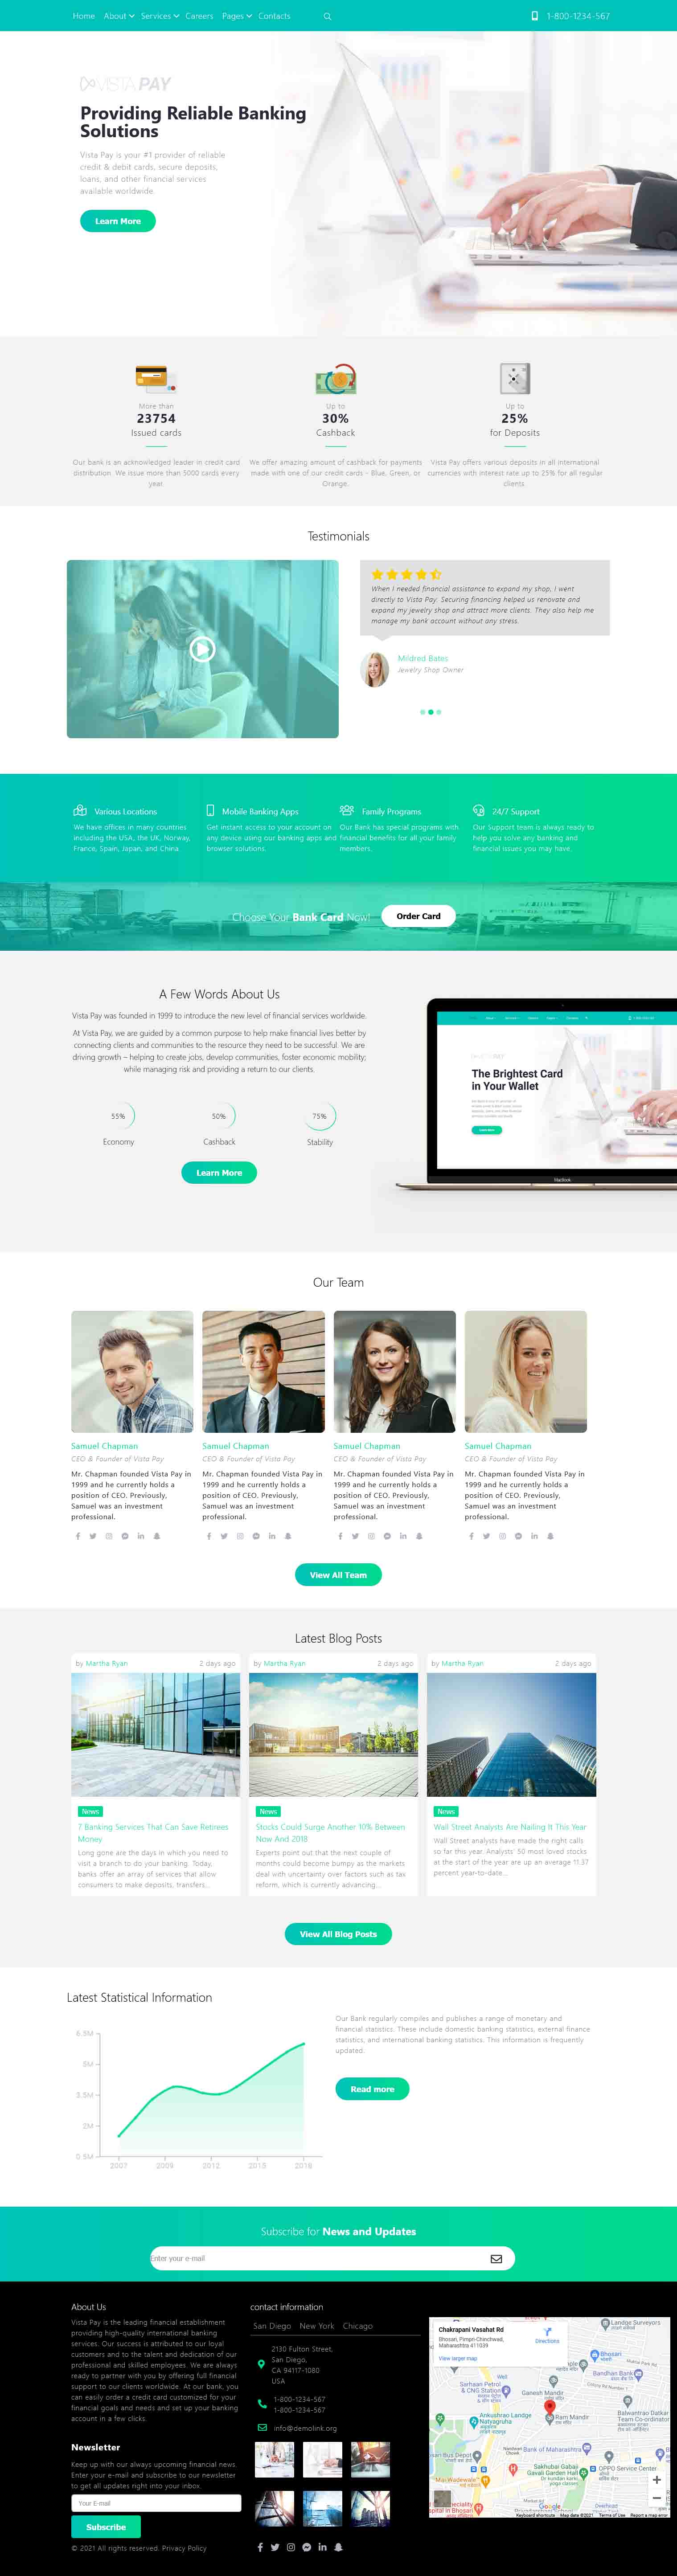 Home About Services Careers Pages Contacts 1-800-1234-567
VISTA PAY
Providing Reliable Banking
Solutions
Vista Pay is your #1 provider of reliable
credit & debit cards, secure deposits,
loans, and other financial services
available worldwide.
Learn More
More than
23754
Issued cards
Our bank is an acknowledged leader in credit card
distribution. We issue more than 5000 cards every
year.
Up to
30%
Cashback
We offer amazing amount of cashback for payments
made with one of our credit cards - Blue, Green, or
Orange.
Up to
25%
for Deposits
Vista Pay offers various deposits in all international
currencies with interest rate up to 25% for all regular
clients.
Testimonials
When I needed financial assistance to expand my shop, I went
directly to Vista Pay. Securing financing helped us renovate and
expand my jewelry shop and attract more clients. They also help me
manage my bank account without any stress.
Mildred Bates
Jewelry Shop Owner
Various Locations
We have offices in many countries
including the USA, the UK, Norway,
France, Spain, Japan, and China.
Mobile Banking Apps
Get instant access to your account on
any device using our banking apps and
browser solutions.
Family Programs
Our Bank has special programs with
financial benefits for all your family
members.
24/7 Support
Our Support team is always ready to
help you solve any banking and
financial issues you may have.
Choose Your Bank Card Now!
Order Card
A Few Words About Us
Vista Pay was founded in 1999 to introduce the new level of financial services worldwide.
At Vista Pay, we are guided by a common purpose to help make financial lives better by
connecting clients and communities to the resource they need to be successful. We are
driving growth – helping to create jobs, develop communities, foster economic mobility;
while managing risk and providing a return to our clients.
55%
Economy
50%
Cashback
75%
Stability
Learn More
The Brightest Card
in Your Wallet
MacBook
Our Team
Samuel Chapman
CEO & Founder of Vista Pay
Mr. Chapman founded Vista Pay in
1999 and he currently holds a
position of CEO. Previously,
Samuel was an investment
professional.
Samuel Chapman
CEO & Founder of Vista Pay
Mr. Chapman founded Vista Pay in
1999 and he currently holds a
position of CEO. Previously,
Samuel was an investment
professional.
Samuel Chapman
CEO & Founder of Vista Pay
Mr. Chapman founded Vista Pay in
1999 and he currently holds a
position of CEO. Previously,
Samuel was an investment
professional.
Samuel Chapman
CEO & Founder of Vista Pay
Mr. Chapman founded Vista Pay in
1999 and he currently holds a
position of CEO. Previously,
Samuel was an investment
professional.
View All Team
Latest Blog Posts
by Martha Ryan 2 days ago
News
7 Banking Services That Can Save Retirees
Money
Long gone are the days in which you need to
visit a branch to do your banking. Today,
banks offer an array of services that allow
consumers to make deposits, transfers,...
by Martha Ryan 2 days ago
News
Stocks Could Surge Another 10% Between
Now And 2018
Experts point out that the next couple of
months could become bumpy as the markets
deal with uncertainty over factors such as tax
reform, which is currently advancing...
by Martha Ryan 2 days ago
News
Wall Street Analysts Are Nailing It This Year
Wall Street analysts have made the right calls
so far this year. Analysts' 50 most-loved stocks
at the start of the year are up an average 11.37
percent year-to-date....
View All Blog Posts
Latest Statistical Information
6.5M
5M
3.5M
2M
0.5M
2007 2009 2012 2015 2016
Our Bank regularly compiles and publishes a range of monetary and
financial statistics. These include domestic banking statistics, external finance
statistics, and international banking statistics. This information is frequently
updated.
Read more
Subscribe for News and Updates
Enter your e-mail
About Us
Vista Pay is the leading financial establishment
providing high-quality international banking
services. Our success is attributed to our loyal
customers and to the talent and dedication of our
professional and skilled employees. We are always
ready to partner with you by offering full financial
support to our clients worldwide. At our bank, you
can easily order a credit card customized for your
financial goals and needs and set up your banking
account in a few clicks.
Newsletter
Keep up with our always upcoming financial news.
Enter your e-mail and subscribe to our newsletter
to get all updates right into your inbox.
Your E-mail
Subscribe
© 2021 All rights reserved. Privacy Policy
contact information
San Diego New York Chicago
2130 Fulton Street,
San Diego,
CA 94117-1080
USA
1-800-1234-567
1-800-1234-567
info@demolink.org
Chakrapani Vasahat Rd
Bhosari, Pimpri-Chinchwad,
Maharashtra 411039
Directions
View larger map
Landge Surveyors
Bhosari
Bandhan Bank
Well
Sarhasan Petrol
& CNG Station
Ganesh Mandir
Ankushrao Landge
Natyagruha
Ram Mandir
Balwantrao Datkar
Team Co-ordinator
Bank of Maharashtra
Sakhubai Gabaji
Gavali Garden Hall
OPPO Service Center
Google
Keyboard shortcuts Map data ©2021 Terms of Use Report a map error